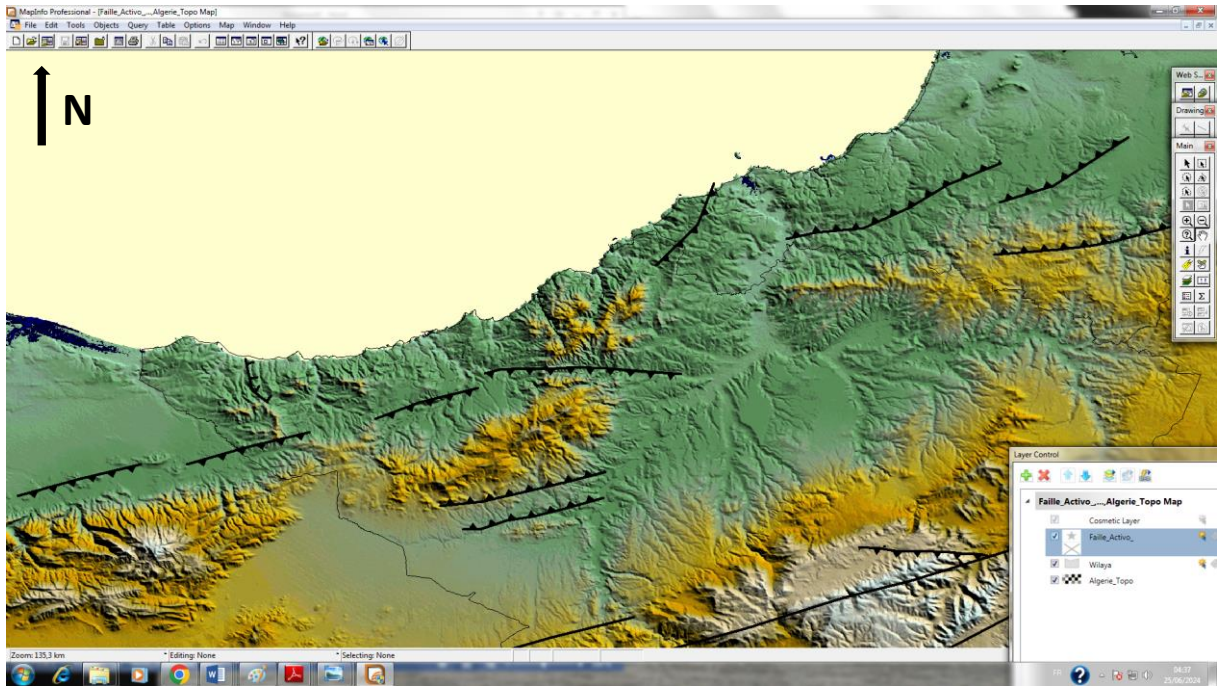 MapInfo Professional - [Faille_Activo_,...,Algerie_Topo Map]
File Edit Tools Objects Query Table Options Map Window Help
N
Web S...
Drawing
Main
Layer Control
Faille_Activo_,...,Algerie_Topo Map
Cosmetic Layer
Faille_Activo_
Wilaya
Algerie_Topo
Zoom: 135,3 km
Editing: None
Selecting: None
FR
04:37
25/06/2024